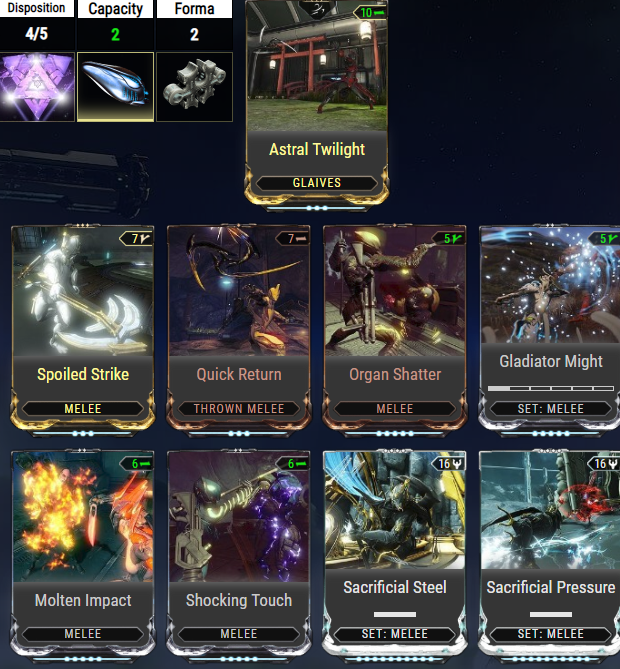 Disposition Capacity Forma
4/5 2 2
10
Astral Twilight
GLAIVES
7 7 5 5
Spoiled Strike Quick Return Organ Shatter Gladiator Might
MELEE THROWN MELEE MELEE SET: MELEE
6 6 16 16
Molten Impact Shocking Touch Sacrificial Steel Sacrificial Pressure
MELEE MELEE SET: MELEE SET: MELEE